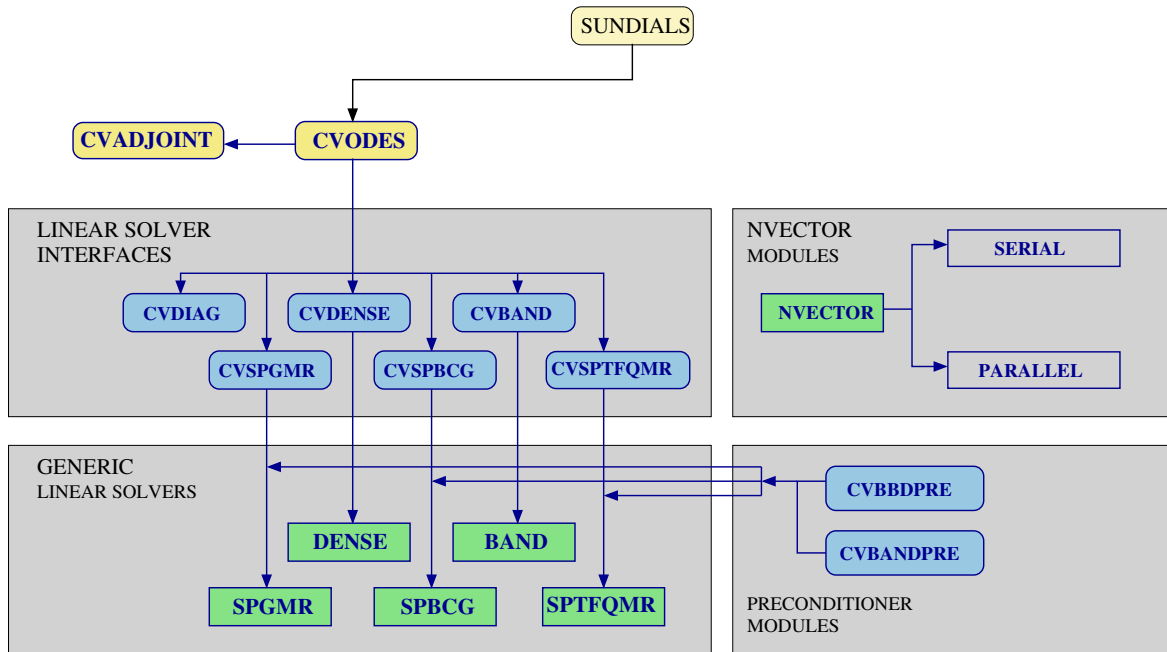 SUNDIALS
CVADJOINT
CVODES
LINEAR SOLVER
INTERFACES
CVDIAG
CVDENSE
CVBAND
CVSPGMR
CVSPBCG
CVSPTFQMR
NVECTOR
MODULES
SERIAL
NVECTOR
PARALLEL
GENERIC
LINEAR SOLVERS
DENSE
BAND
SPGMR
SPBCG
SPTFQMR
CVBBDPRE
CVBANDPRE
PRECONDITIONER
MODULES